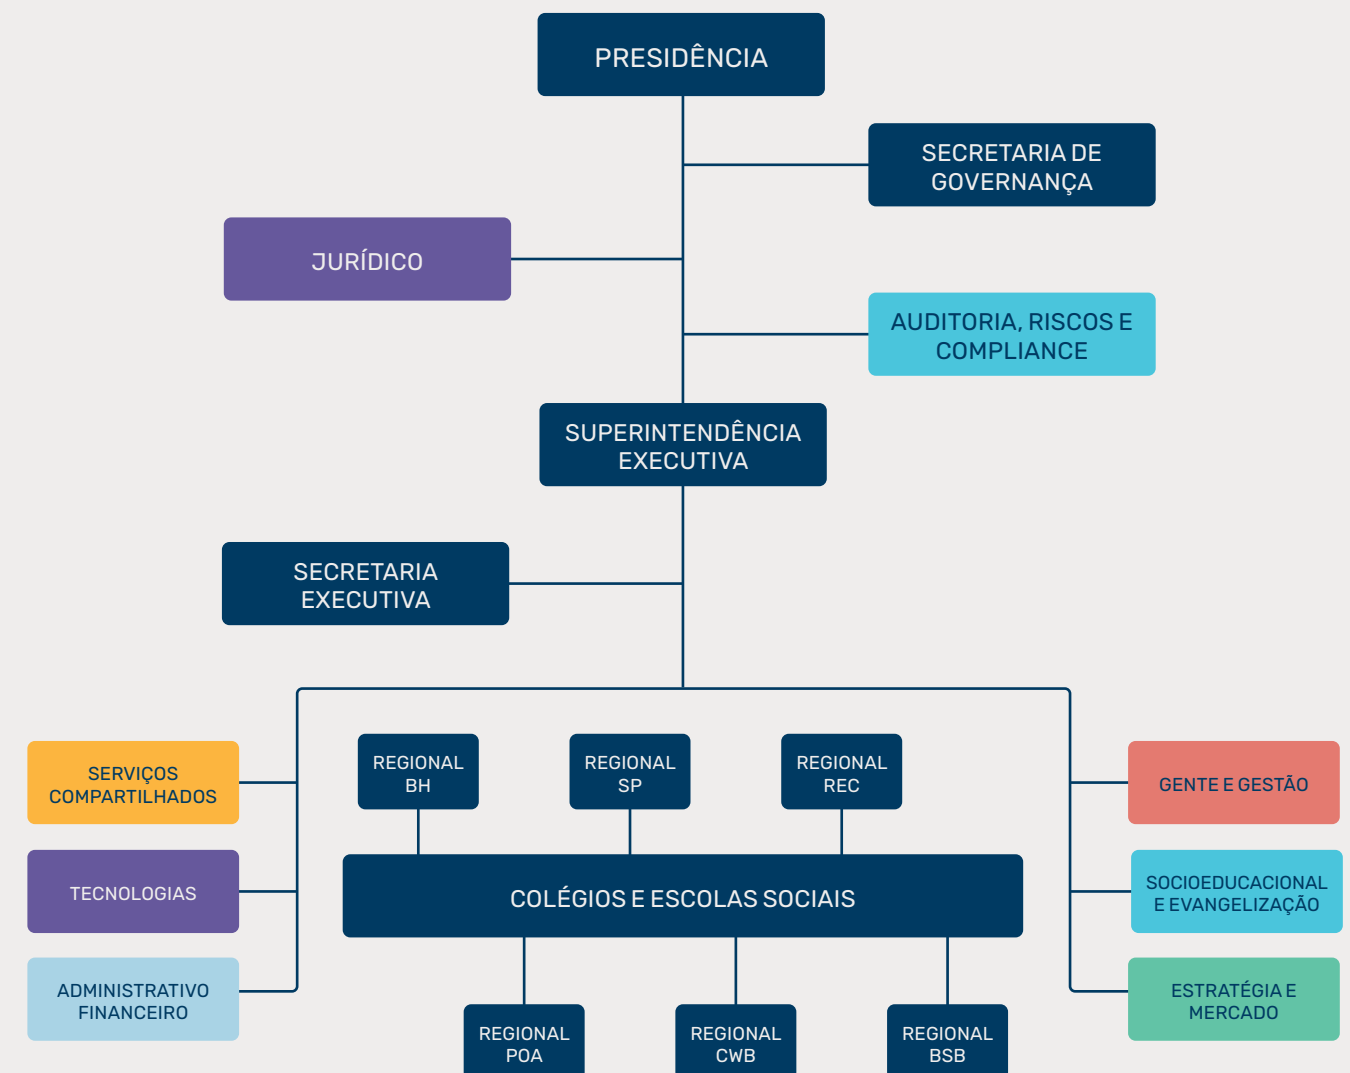 PRESIDÊNCIA
SECRETARIA DE
GOVERNANÇA
JURÍDICO
AUDITORIA, RISCOS E
COMPLIANCE
SUPERINTENDÊNCIA
EXECUTIVA
SECRETARIA
EXECUTIVA
SERVIÇOS
COMPARTILHADOS
TECNOLOGIAS
ADMINISTRATIVO
FINANCEIRO
REGIONAL
BH
REGIONAL
SP
REGIONAL
REC
COLÉGIOS E ESCOLAS SOCIAIS
REGIONAL
POA
REGIONAL
CWB
REGIONAL
BSB
GENTE E GESTÃO
SOCIOEDUCACIONAL
E EVANGELIZAÇÃO
ESTRATÉGIA E
MERCADO